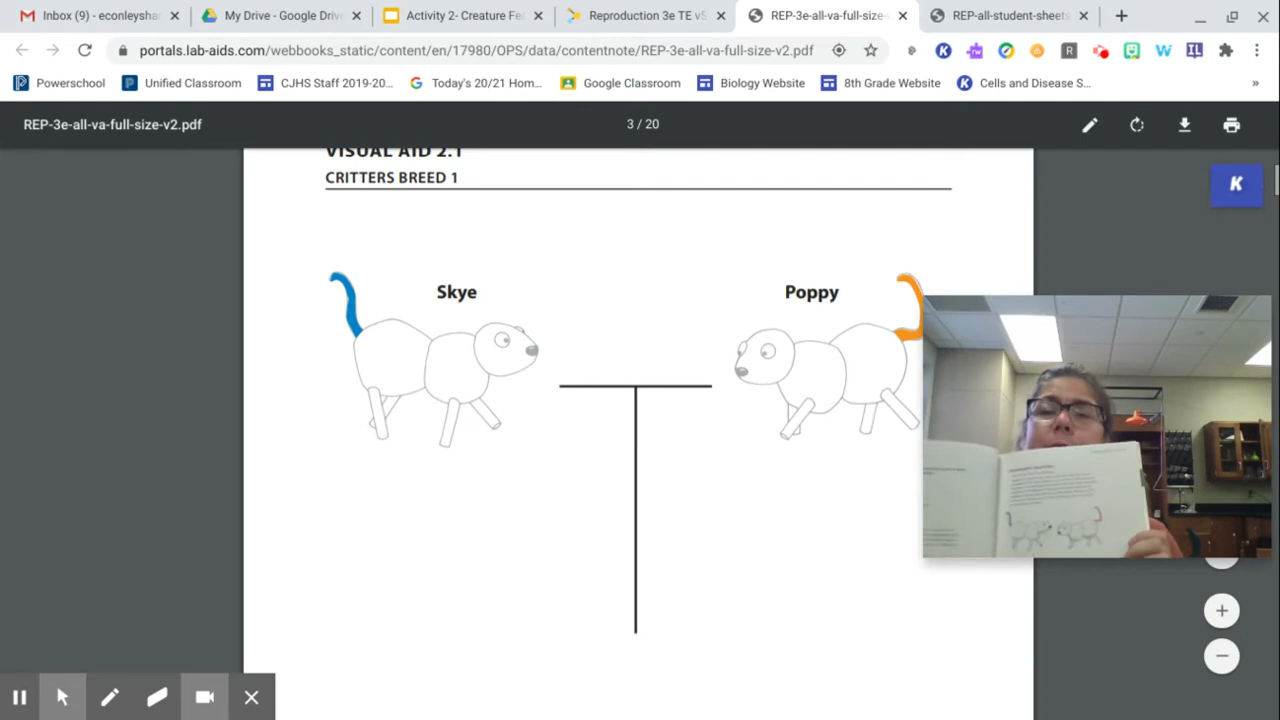 Inbox (9) - econleyshar
My Drive - Google Drive
Activity 2- Creature Fea
Reproduction 3e TE v5
REP-3e-all-va-full-size-
REP-all-student-sheets
portals.lab-aids.com/webbooks_static/content/en/17980/OPS/data/contentnote/REP-3e-all-va-full-size-v2.pdf
Powerschool
Unified Classroom
CJHS Staff 2019-20...
Today's 20/21 Hom...
Google Classroom
Biology Website
8th Grade Website
Cells and Disease S...
REP-3e-all-va-full-size-v2.pdf
3 / 20
VISUAL AID 2.1
CRITTERS BREED 1
Skye
Poppy